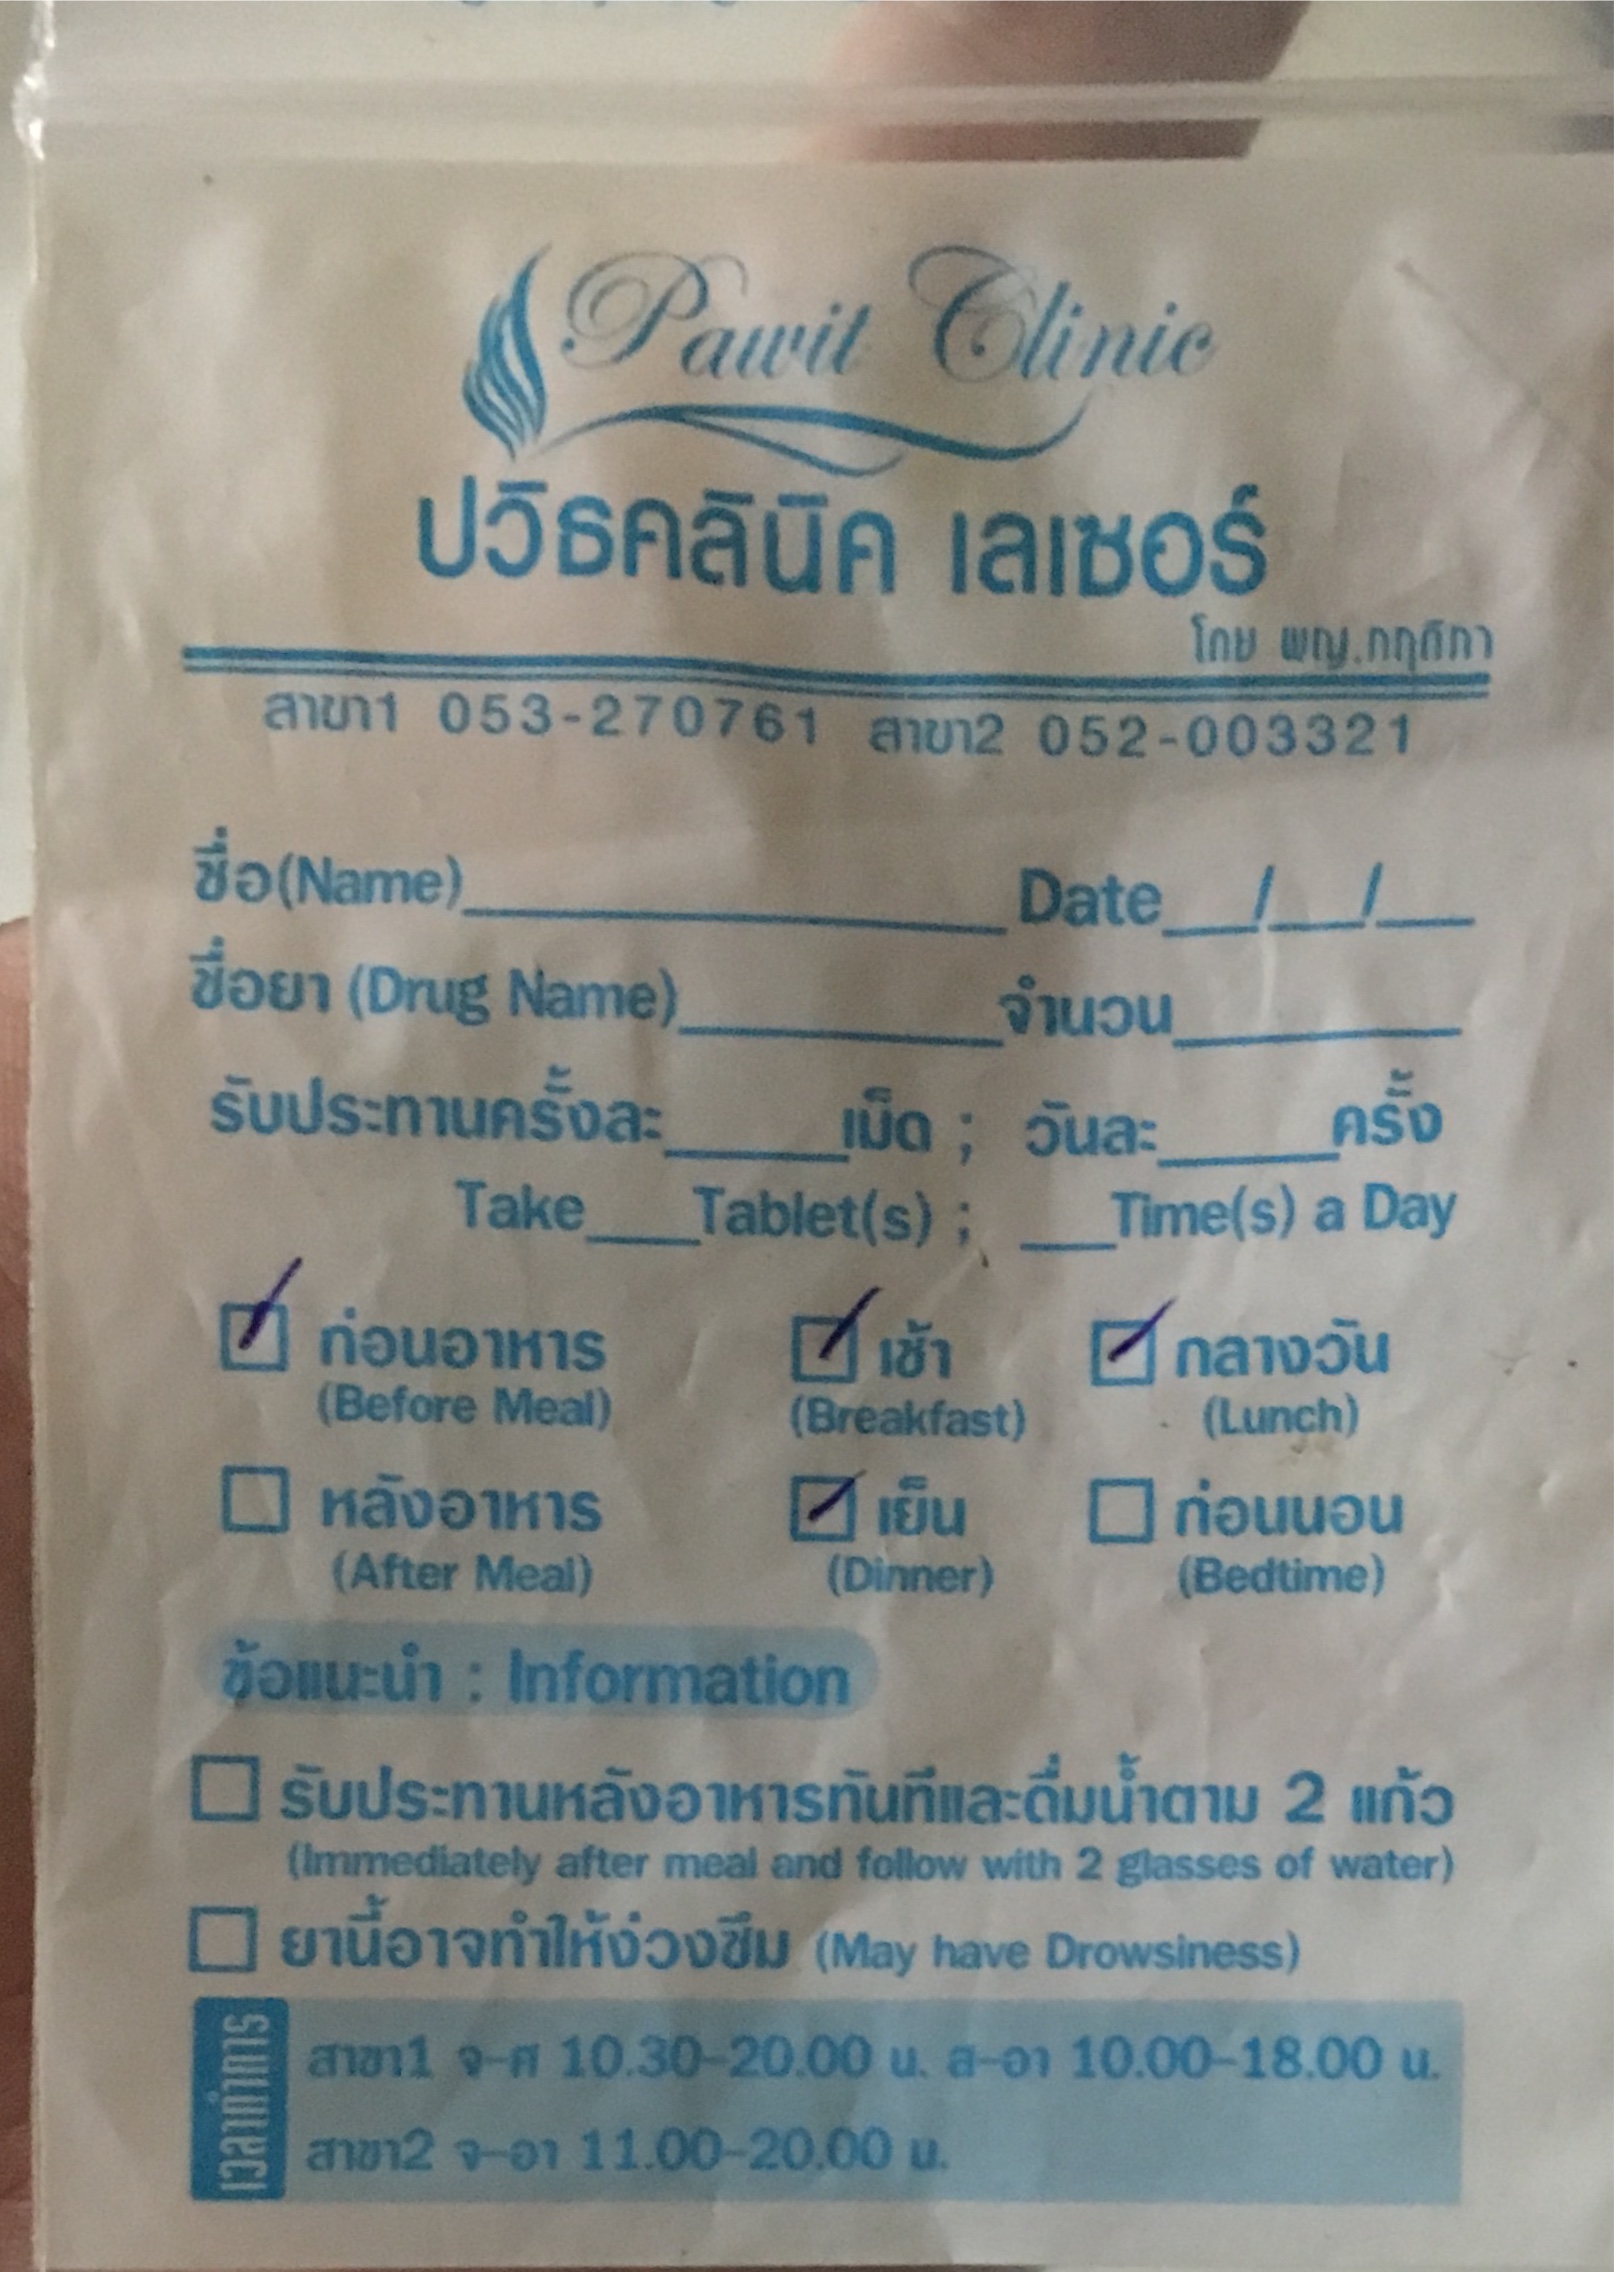 Pawit Clinic
ปวิธคลินิค เลเซอร์
โดย พญ.กฤติกา
สาขา1 053-270761 สาขา2 052-003321
ชื่อ(Name)____________ Date__/__/__
ชื่อยา (Drug Name)_______จำนวน______
รับประทานครั้งละ____เม็ด ; วันละ____ครั้ง
Take___Tablet(s) ; ___Time(s) a Day
ก่อนอาหาร เช้า กลางวัน
(Before Meal) (Breakfast) (Lunch)
หลังอาหาร เย็น ก่อนนอน
(After Meal) (Dinner) (Bedtime)
ข้อแนะนำ : Information
รับประทานหลังอาหารทันทีและดื่มน้ำตาม 2 แก้ว
(Immediately after meal and follow with 2 glasses of water)
ยานี้อาจทำให้ง่วงซึม (May have Drowsiness)
เวลาทำการ
สาขา1 จ-ศ 10.30-20.00 น. ส-อา 10.00-18.00 น.
สาขา2 จ-อา 11.00-20.00 น.